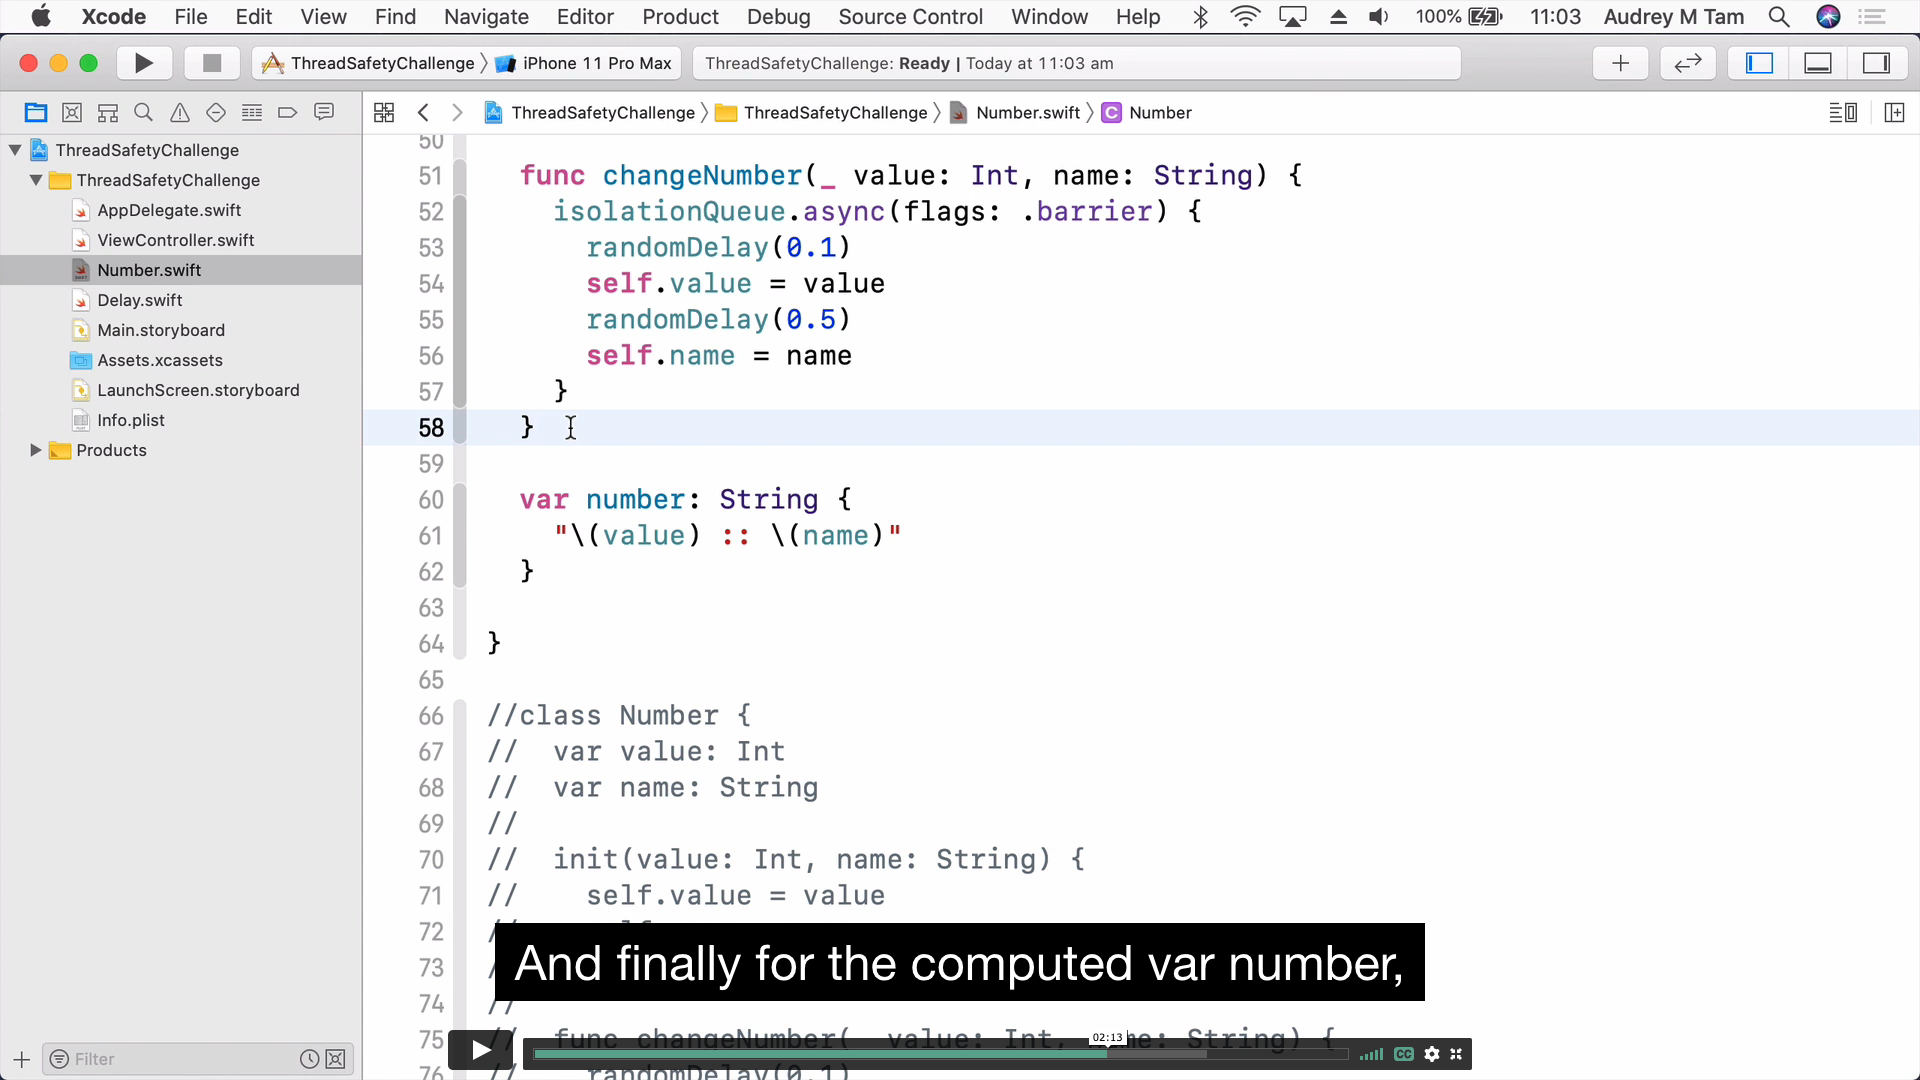 Xcode File Edit View Find Navigate Editor Product Debug Source Control Window Help 100% 11:03 Audrey M Tam
ThreadSafetyChallenge iPhone 11 Pro Max ThreadSafetyChallenge: Ready | Today at 11:03 am
ThreadSafetyChallenge ThreadSafetyChallenge Number.swift C Number
ThreadSafetyChallenge
ThreadSafetyChallenge
AppDelegate.swift
ViewController.swift
Number.swift
Delay.swift
Main.storyboard
Assets.xcassets
LaunchScreen.storyboard
Info.plist
Products
Filter
50
51 func changeNumber(_ value: Int, name: String) {
52 isolationQueue.async(flags: .barrier) {
53 randomDelay(0.1)
54 self.value = value
55 randomDelay(0.5)
56 self.name = name
57 }
58 }
59
60 var number: String {
61 "\(value) :: \(name)"
62 }
63
64 }
65
66 //class Number {
67 // var value: Int
68 // var name: String
69 //
70 // init(value: Int, name: String) {
71 // self.value = value
72
73
74
75 // func changeNumber( value: Int, name: String) {
76 // randomDelay(0.1)
And finally for the computed var number,
02:13
CC